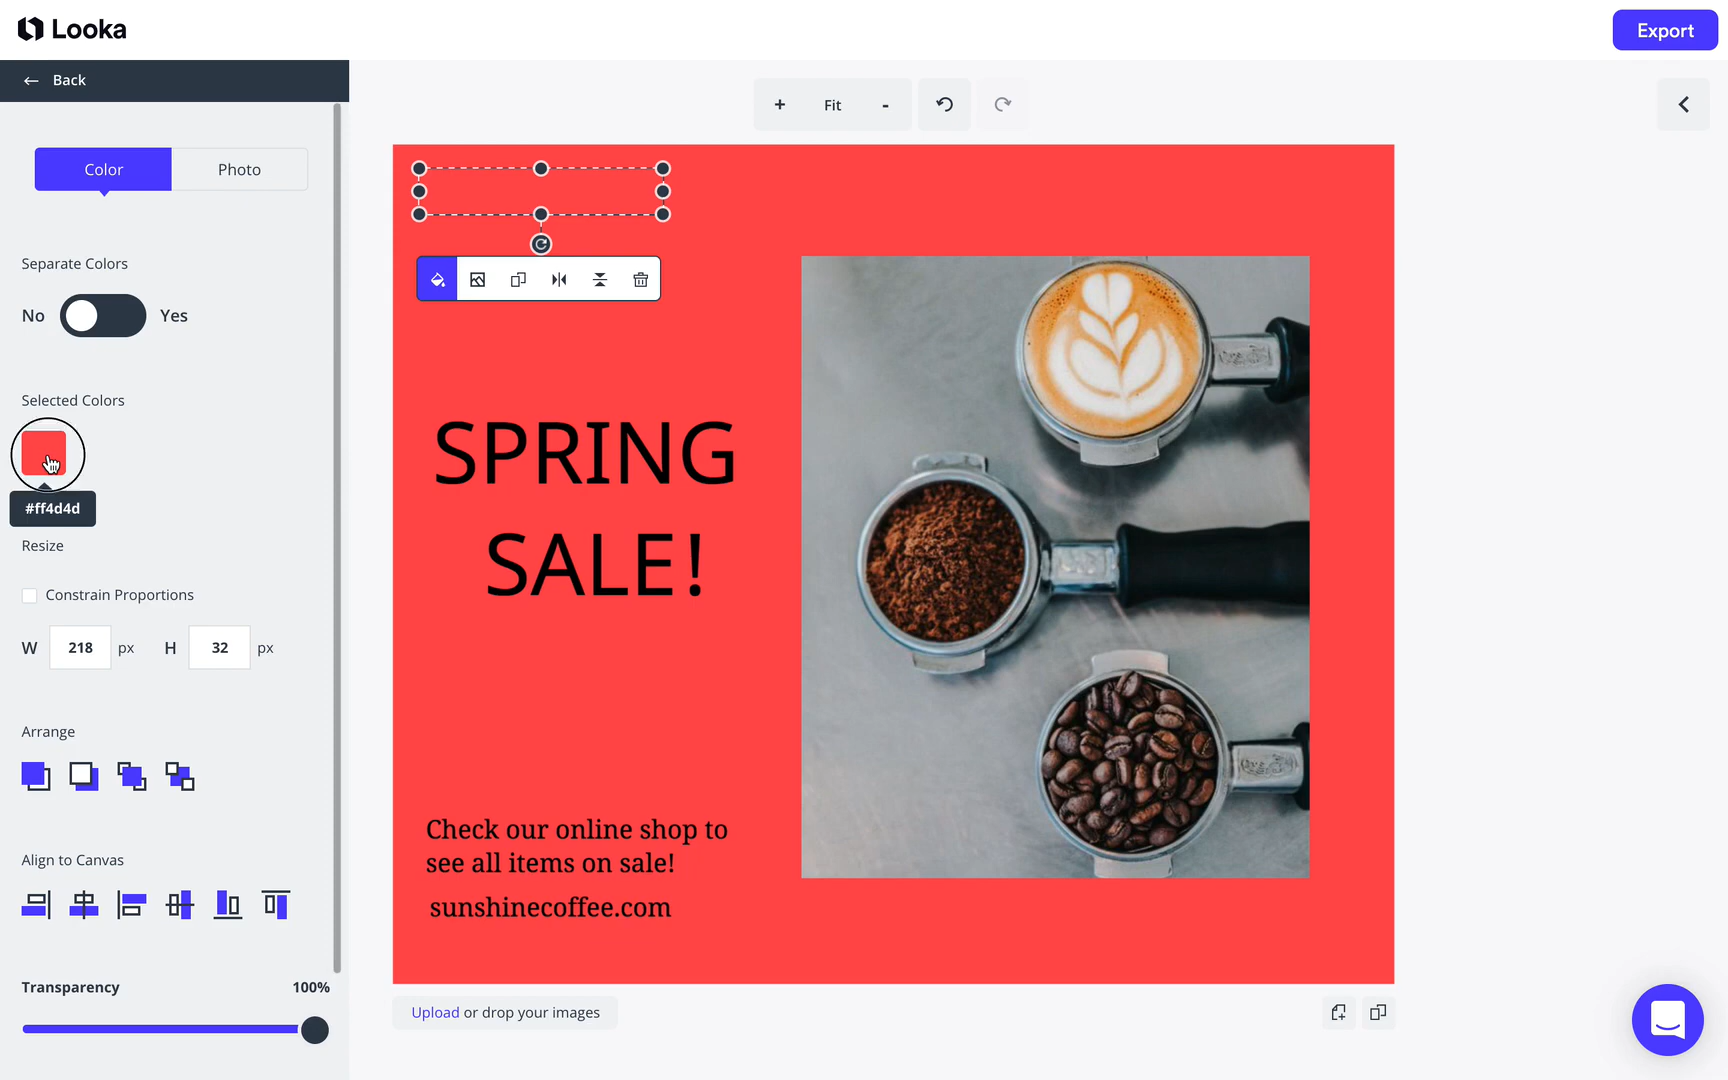 Looka
Export
Back
+ Fit -
Color Photo
Separate Colors
No Yes
Selected Colors
#ff4d4d
Resize
Constrain Proportions
W 218 px H 32 px
Arrange
Align to Canvas
Transparency 100%
SPRING
SALE!
Check our online shop to
see all items on sale!
sunshinecoffee.com
Upload or drop your images